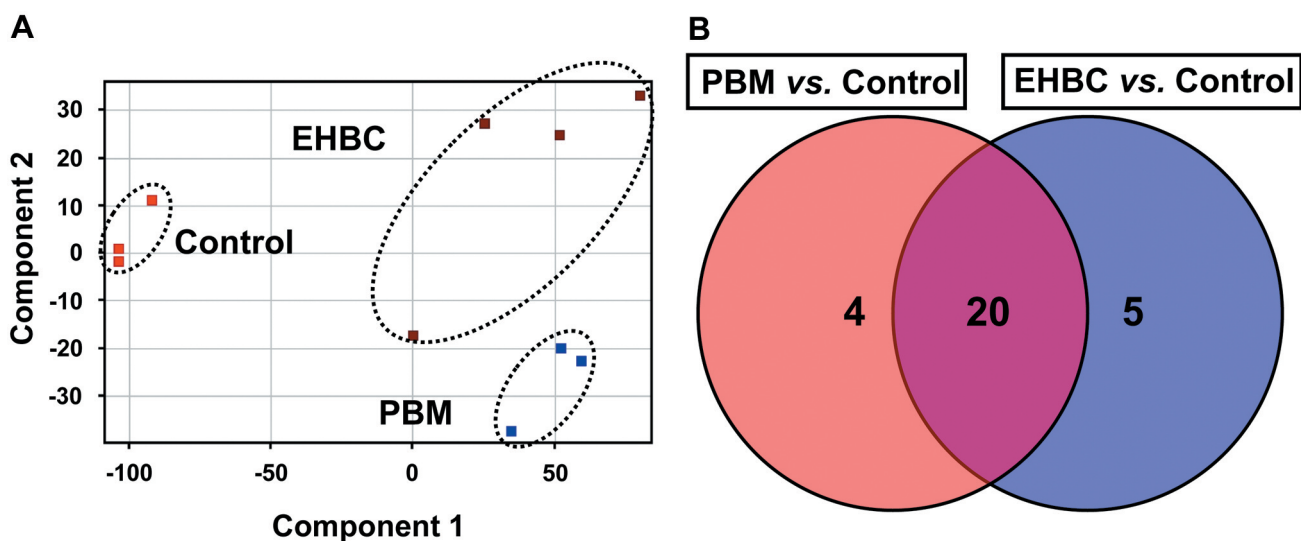 A
Component 2
30
20
10
0
-10
-20
-30
EHBC
Control
PBM
-100
-50
0
50
Component 1
B
PBM vs. Control
EHBC vs. Control
4
20
5